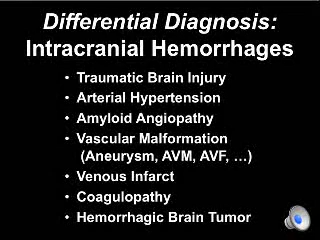 Differential Diagnosis:
Intracranial Hemorrhages
• Traumatic Brain Injury
• Arterial Hypertension
• Amyloid Angiopathy
• Vascular Malformation
(Aneurysm, AVM, AVF, ...)
• Venous Infarct
• Coagulopathy
• Hemorrhagic Brain Tumor